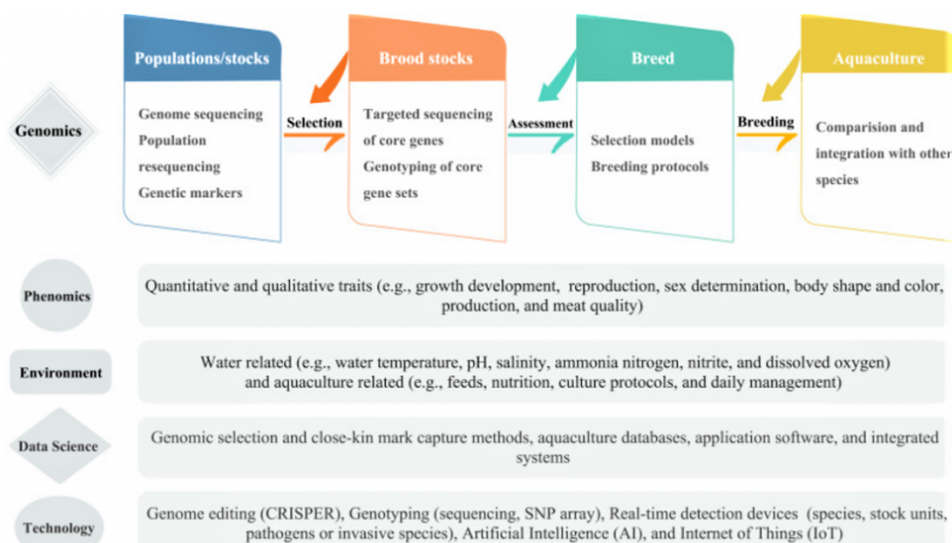 Genomics
Populations/stocks
Genome sequencing
Population
resequencing
Genetic markers
Selection
Brood stocks
Targeted sequencing
of core genes
Genotyping of core
gene sets
Assessment
Breed
Selection models
Breeding protocols
Breeding
Aquaculture
Comparision and
integration with other
species
Phenomics
Quantitative and qualitative traits (e.g., growth development, reproduction, sex determination, body shape and color,
production, and meat quality)
Environment
Water related (e.g., water temperature, pH, salinity, ammonia nitrogen, nitrite, and dissolved oxygen)
and aquaculture related (e.g., feeds, nutrition, culture protocols, and daily management)
Data Science
Genomic selection and close-kin mark capture methods, aquaculture databases, application software, and integrated
systems
Technology
Genome editing (CRISPER), Genotyping (sequencing, SNP array), Real-time detection devices (species, stock units,
pathogens or invasive species), Artificial Intelligence (AI), and Internet of Things (IoT)